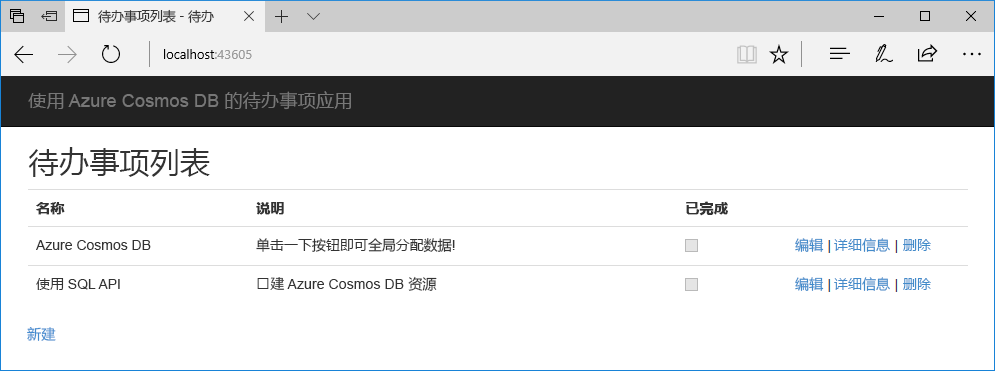 待办事项列表 - 待办
localhost:43605
使用 Azure Cosmos DB 的待办事项应用
待办事项列表
名称 说明 已完成
Azure Cosmos DB 单击一下按钮即可全局分配数据! 编辑 | 详细信息 | 删除
使用 SQL API 建 Azure Cosmos DB 资源 编辑 | 详细信息 | 删除
新建